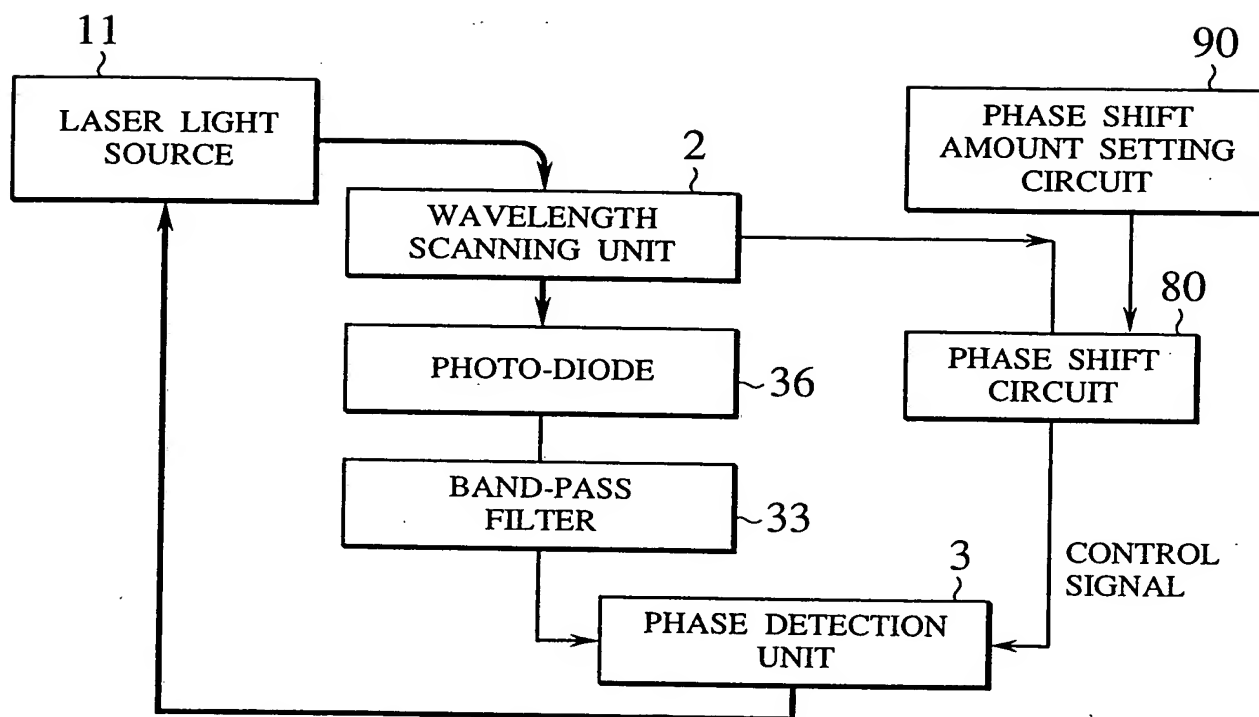 11
LASER LIGHT
SOURCE
90
PHASE SHIFT
AMOUNT SETTING
CIRCUIT
2
WAVELENGTH
SCANNING UNIT
80
PHASE SHIFT
CIRCUIT
PHOTO-DIODE
36
BAND-PASS
FILTER
33
CONTROL
SIGNAL
3
PHASE DETECTION
UNIT